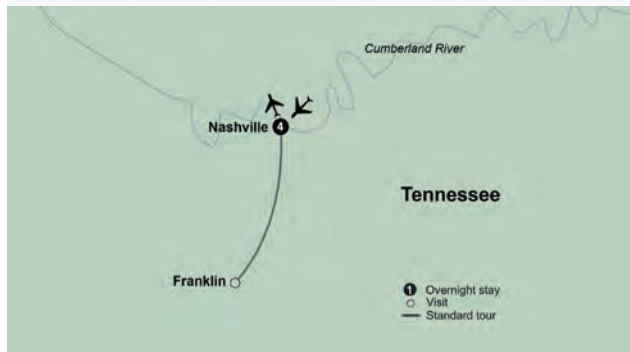 Cumberland River
Nashville 4
Tennessee
Franklin
1 Overnight stay
Visit
Standard tour